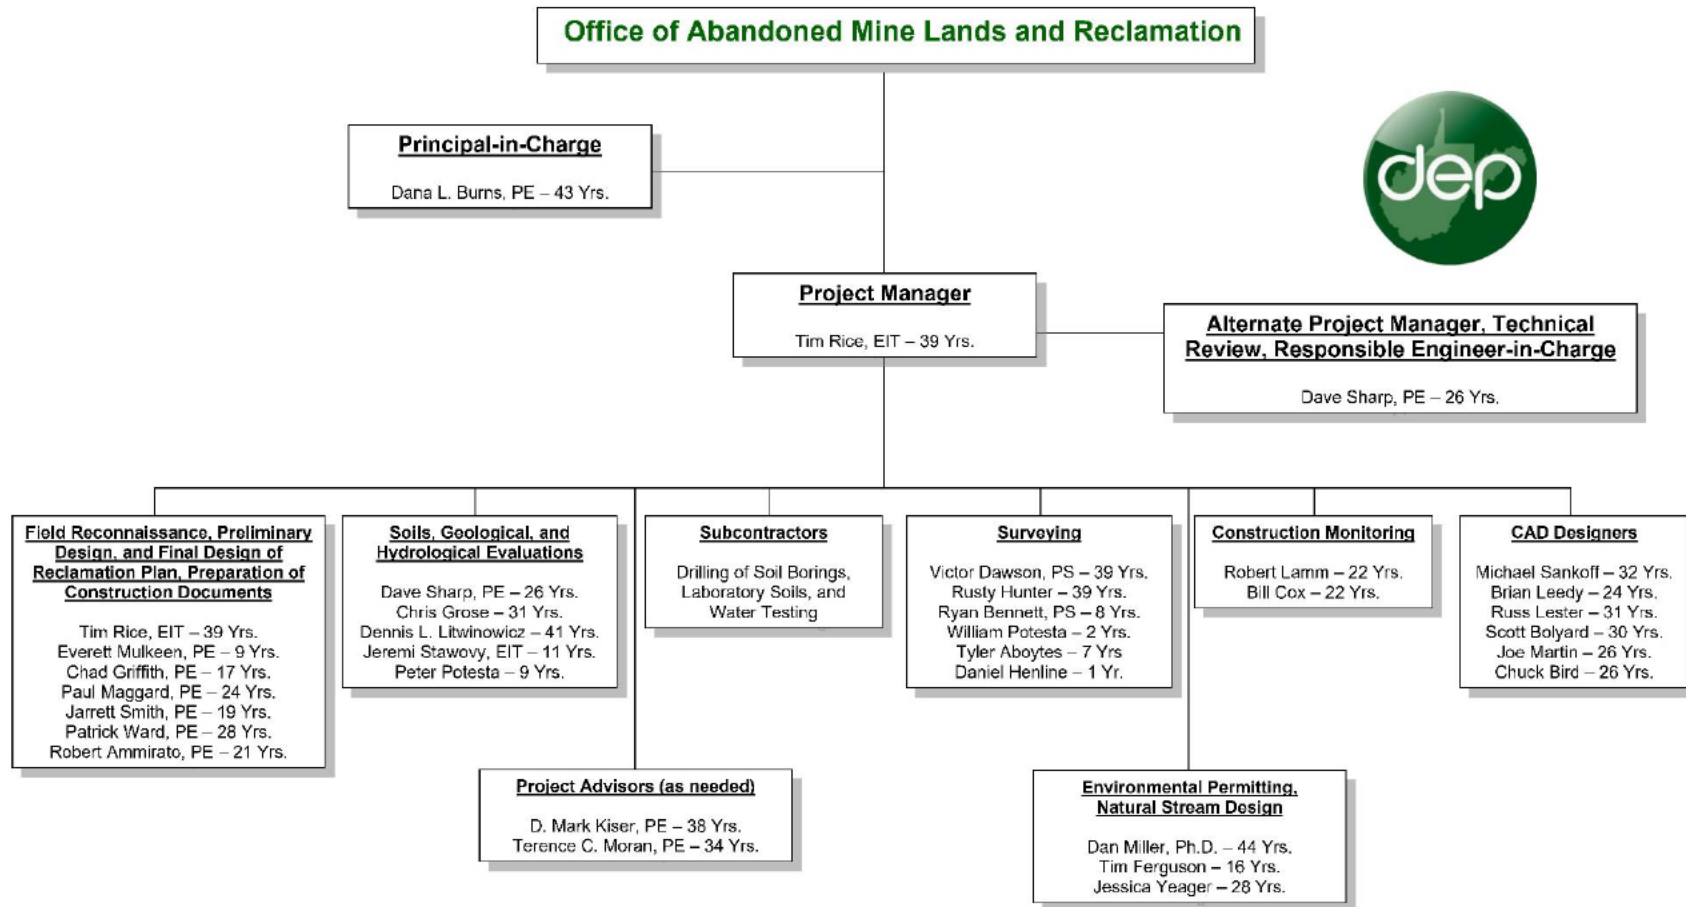 Office of Abandoned Mine Lands and Reclamation
Principal-in-Charge
Dana L. Burns, PE – 43 Yrs.
dep
Project Manager
Tim Rice, EIT – 39 Yrs.
Alternate Project Manager, Technical
Review, Responsible Engineer-in-Charge
Dave Sharp, PE – 26 Yrs.
Field Reconnaissance, Preliminary
Design, and Final Design of
Reclamation Plan, Preparation of
Construction Documents
Tim Rice, EIT – 39 Yrs.
Everett Mulkeen, PE – 9 Yrs.
Chad Griffith, PE – 17 Yrs.
Paul Maggard, PE – 24 Yrs.
Jarrett Smith, PE – 19 Yrs.
Patrick Ward, PE – 28 Yrs.
Robert Ammirato, PE – 21 Yrs.
Soils, Geological, and
Hydrological Evaluations
Dave Sharp, PE – 26 Yrs.
Chris Grose – 31 Yrs.
Dennis L. Litwinowicz – 41 Yrs.
Jeremi Stawovy, EIT – 11 Yrs.
Peter Potesta – 9 Yrs.
Subcontractors
Drilling of Soil Borings,
Laboratory Soils, and
Water Testing
Surveying
Victor Dawson, PS – 39 Yrs.
Rusty Hunter – 39 Yrs.
Ryan Bennett, PS – 8 Yrs.
William Potesta – 2 Yrs.
Tyler Aboytes – 7 Yrs
Daniel Henline – 1 Yr.
Construction Monitoring
Robert Lamm – 22 Yrs.
Bill Cox – 22 Yrs.
CAD Designers
Michael Sankoff – 32 Yrs.
Brian Leedy – 24 Yrs.
Russ Lester – 31 Yrs.
Scott Bolyard – 30 Yrs.
Joe Martin – 26 Yrs.
Chuck Bird – 26 Yrs.
Project Advisors (as needed)
D. Mark Kiser, PE – 38 Yrs.
Terence C. Moran, PE – 34 Yrs.
Environmental Permitting,
Natural Stream Design
Dan Miller, Ph.D. – 44 Yrs.
Tim Ferguson – 16 Yrs.
Jessica Yeager – 28 Yrs.